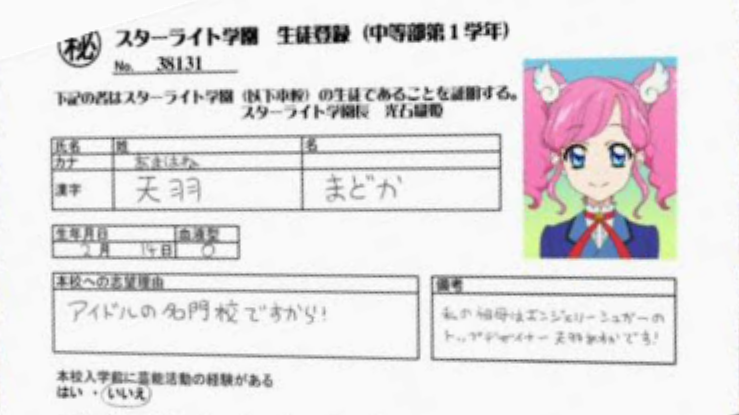 秘
スターライト学園 生徒登録（中等部第1学年）
No. 38131
下記の者はスターライト学園（以下本校）の生徒であることを証明する。
スターライト学園長 光石織姫
氏名 姓 名
カナ あまはね
漢字 天羽 まどか
生年月日 血液型
2月 14日 O
本校への志望理由
アイドルの名門校ですから！
備考
私の祖母はエンジェリーシュガーの
トップデザイナー天羽あすかです！
本校入学前に芸能活動の経験がある
はい ・ いいえ